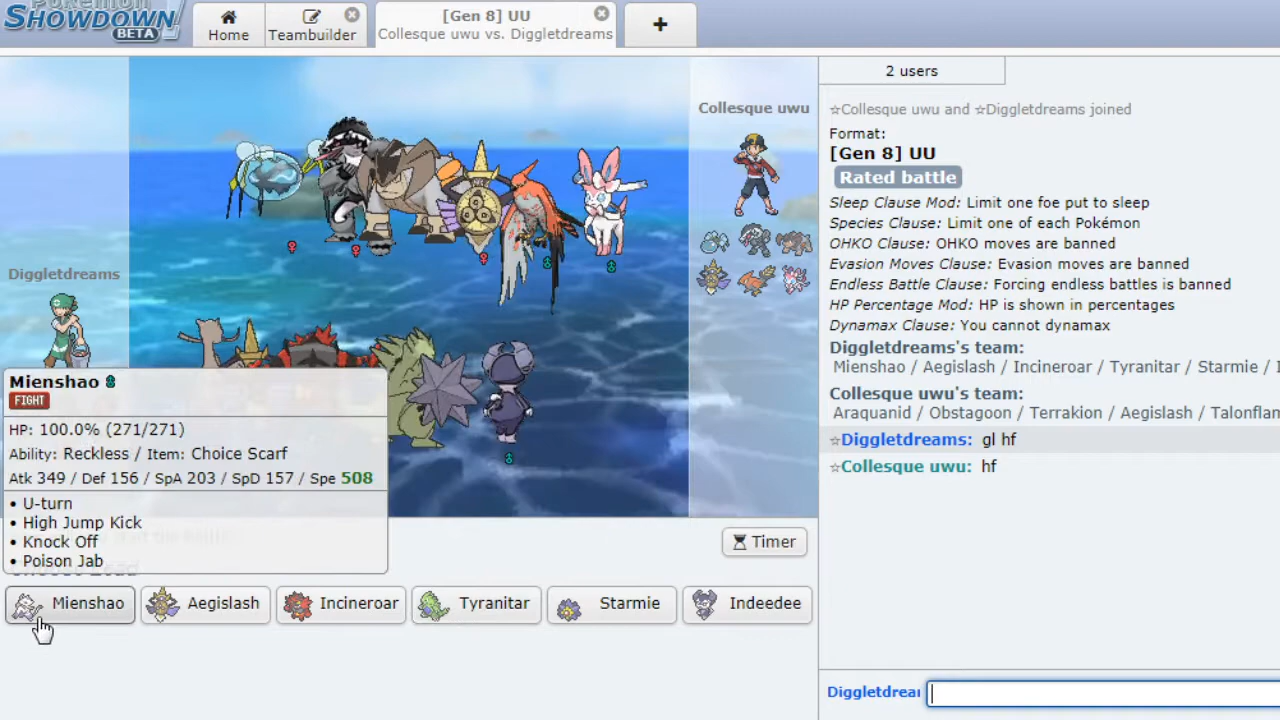 Pokémon
SHOWDOWN
BETA
Home
Teambuilder
[Gen 8] UU
Collesque uwu vs. Diggletdreams
+
2 users
Collesque uwu
☆Collesque uwu and ☆Diggletdreams joined
Format:
[Gen 8] UU
Rated battle
Sleep Clause Mod: Limit one foe put to sleep
Species Clause: Limit one of each Pokémon
OHKO Clause: OHKO moves are banned
Evasion Moves Clause: Evasion moves are banned
Endless Battle Clause: Forcing endless battles is banned
HP Percentage Mod: HP is shown in percentages
Dynamax Clause: You cannot dynamax
Diggletdreams's team:
Mienshao / Aegislash / Incineroar / Tyranitar / Starmie /
Collesque uwu's team:
Araquanid / Obstagoon / Terrakion / Aegislash / Talonflam
☆Diggletdreams: gl hf
☆Collesque uwu: hf
Diggletdreams
Mienshao
FIGHT
HP: 100.0% (271/271)
Ability: Reckless / Item: Choice Scarf
Atk 349 / Def 156 / SpA 203 / SpD 157 / Spe 508
• U-turn
• High Jump Kick
• Knock Off
• Poison Jab
Timer
Mienshao
Aegislash
Incineroar
Tyranitar
Starmie
Indeedee
Diggletdrear